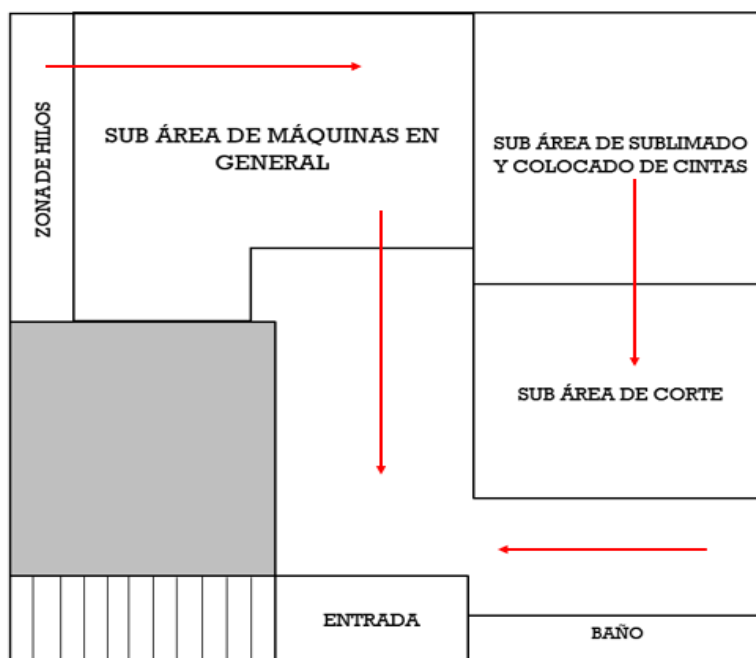 ZONA DE HILOS
SUB ÁREA DE MÁQUINAS EN
GENERAL
SUB ÁREA DE SUBLIMADO
Y COLOCADO DE CINTAS
SUB ÁREA DE CORTE
ENTRADA
BAÑO